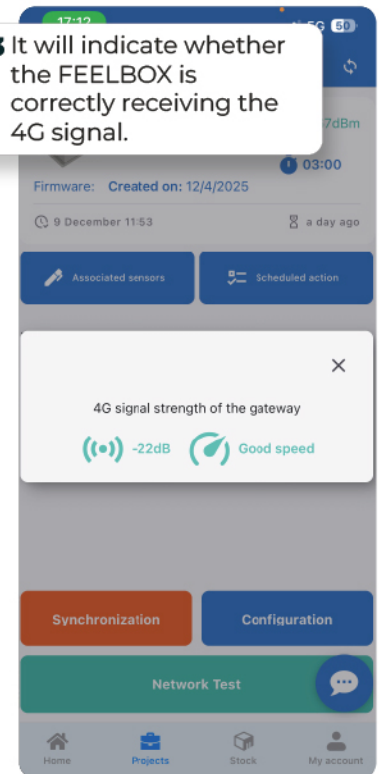 17:12
5G 50
It will indicate whether
the FEELBOX is
correctly receiving the
4G signal.
7dBm
03:00
Firmware: Created on: 12/4/2025
9 December 11:53
a day ago
Associated sensors
Scheduled action
4G signal strength of the gateway
-22dB
Good speed
Synchronization
Configuration
Network Test
Home
Projects
Stock
My account